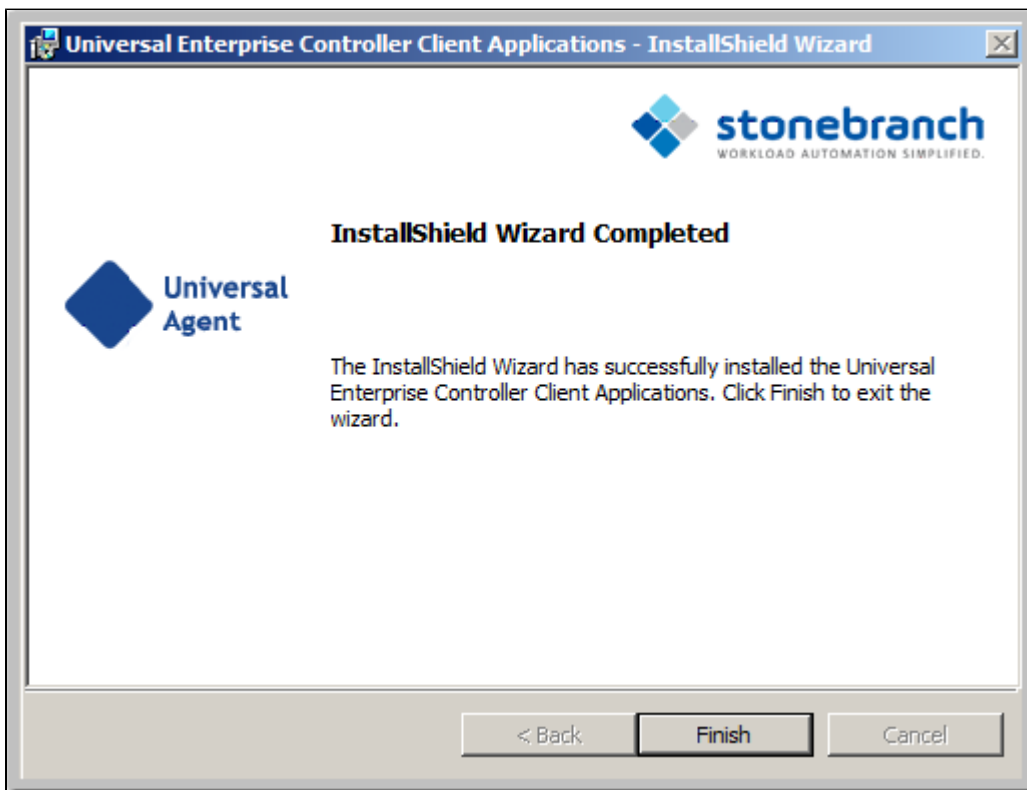 Universal Enterprise Controller Client Applications - InstallShield Wizard
stonebranch
WORKLOAD AUTOMATION SIMPLIFIED.
InstallShield Wizard Completed
Universal
Agent
The InstallShield Wizard has successfully installed the Universal
Enterprise Controller Client Applications. Click Finish to exit the
wizard.
< Back
Finish
Cancel